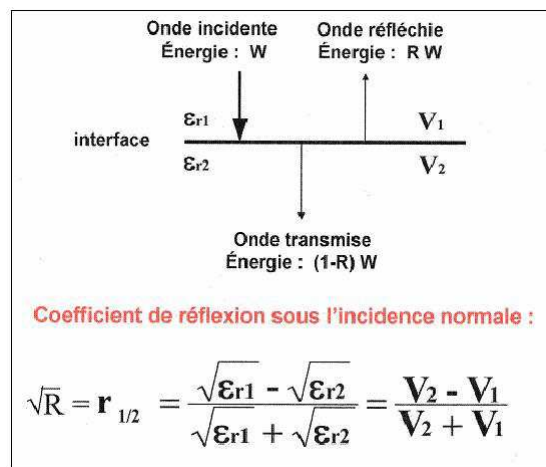 Onde incidente Onde réfléchie
Énergie : W Énergie : R W
εr1 V1
interface
εr2 V2
Onde transmise
Énergie : (1-R) W
Coefficient de réflexion sous l'incidence normale :
√R = r 1/2 = (√εr1 - √εr2) / (√εr1 + √εr2) = (V2 - V1) / (V2 + V1)